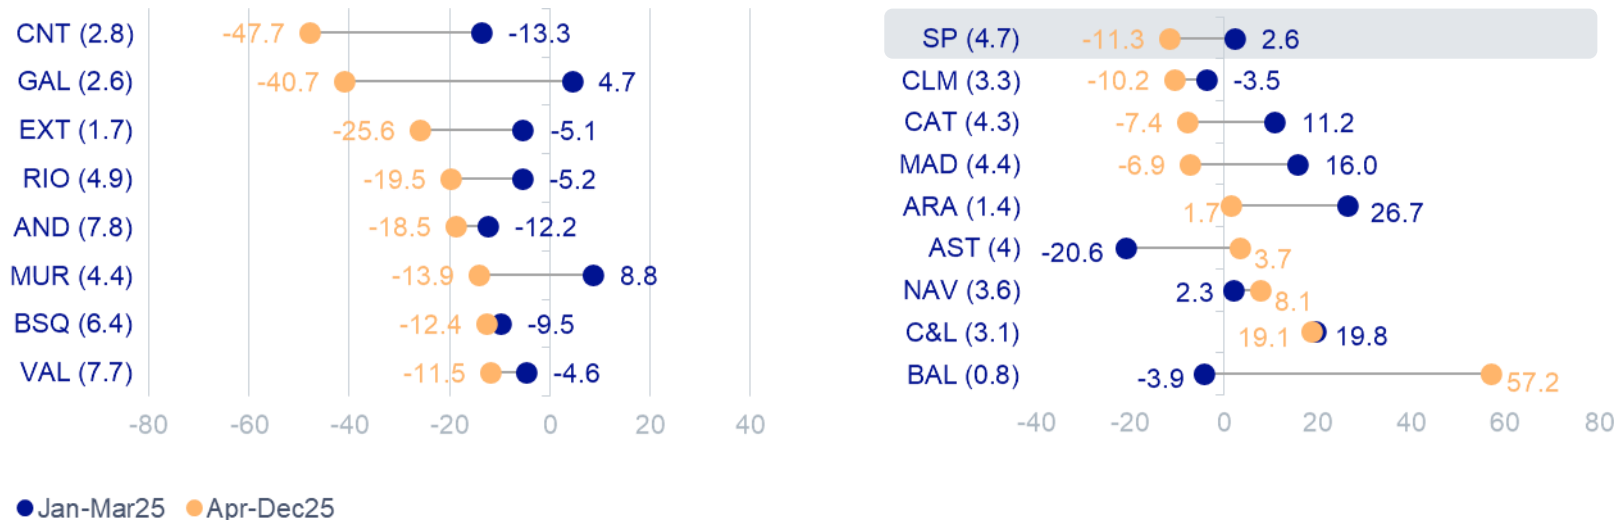 CNT (2.8) -47.7 -13.3
GAL (2.6) -40.7 4.7
EXT (1.7) -25.6 -5.1
RIO (4.9) -19.5 -5.2
AND (7.8) -18.5 -12.2
MUR (4.4) -13.9 8.8
BSQ (6.4) -12.4 -9.5
VAL (7.7) -11.5 -4.6
-80 -60 -40 -20 0 20 40
SP (4.7) -11.3 2.6
CLM (3.3) -10.2 -3.5
CAT (4.3) -7.4 11.2
MAD (4.4) -6.9 16.0
ARA (1.4) 1.7 26.7
AST (4) -20.6 3.7
NAV (3.6) 2.3 8.1
C&L (3.1) 19.1 19.8
BAL (0.8) -3.9 57.2
-40 -20 0 20 40 60 80
Jan-Mar25 Apr-Dec25